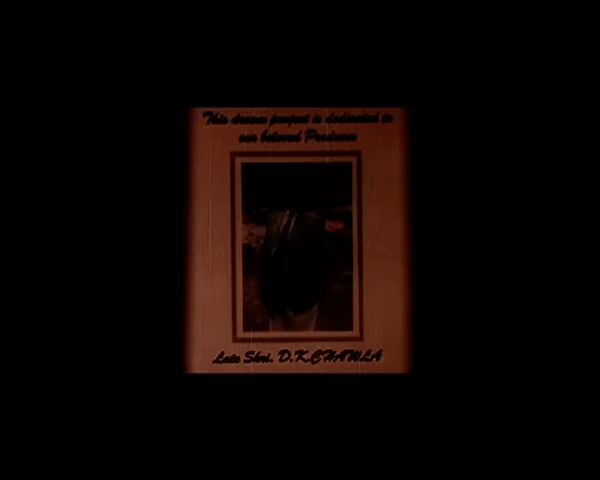 This dream project is dedicated to
our beloved Producer
Late Shri. D.K.CHAWLA